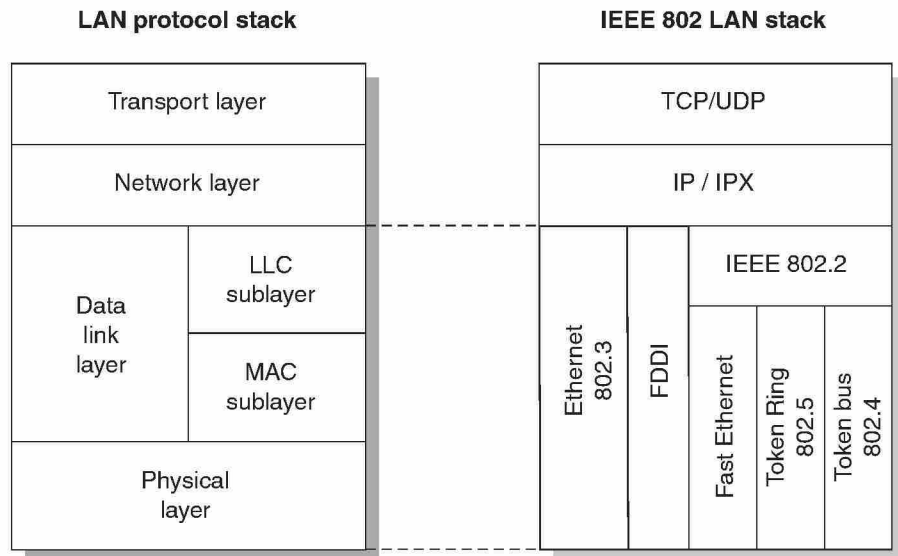 LAN protocol stack
Transport layer
Network layer
Data
link
layer
LLC
sublayer
MAC
sublayer
Physical
layer
IEEE 802 LAN stack
TCP/UDP
IP / IPX
Ethernet
802.3
FDDI
IEEE 802.2
Fast Ethernet
Token Ring
802.5
Token bus
802.4